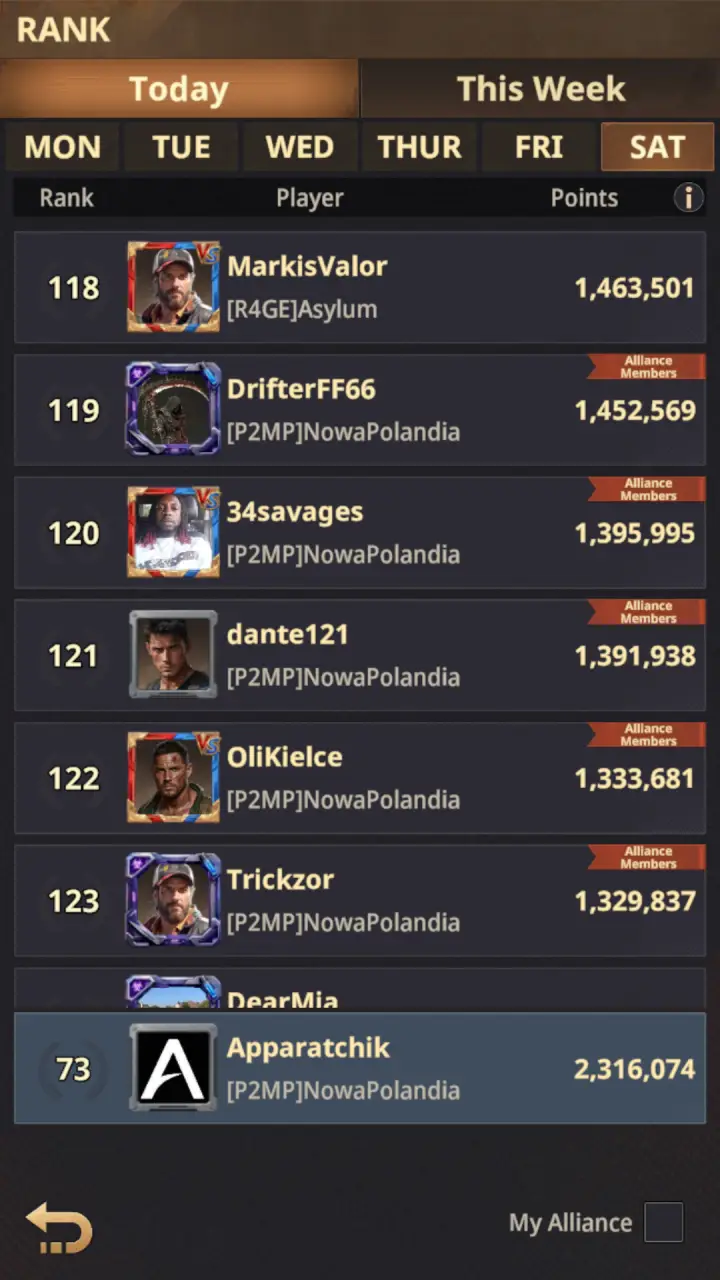 RANK
Today
This Week
MON TUE WED THUR FRI SAT
Rank Player Points
118 MarkisValor 1,463,501
[R4GE]Asylum
Alliance Members
119 DrifterFF66 1,452,569
[P2MP]NowaPolandia
Alliance Members
120 34savages 1,395,995
[P2MP]NowaPolandia
Alliance Members
121 dante121 1,391,938
[P2MP]NowaPolandia
Alliance Members
122 OliKielce 1,333,681
[P2MP]NowaPolandia
Alliance Members
123 Trickzor 1,329,837
[P2MP]NowaPolandia
DearMia
73 Apparatchik 2,316,074
[P2MP]NowaPolandia
My Alliance